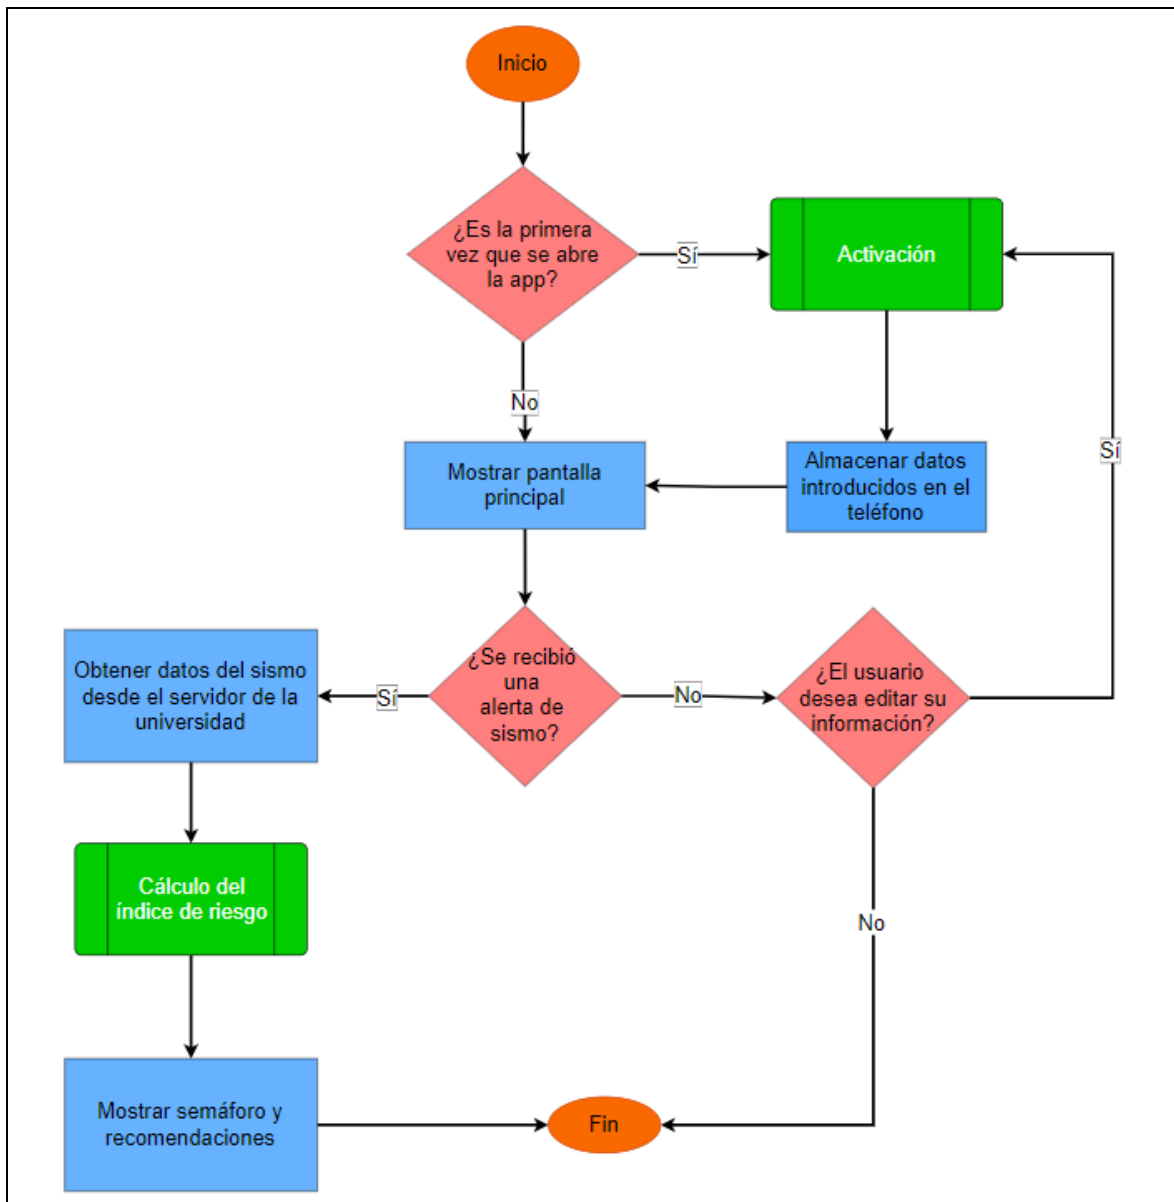 Inicio
¿Es la primera
vez que se abre
la app?
Sí
Activación
No
Mostrar pantalla
principal
Almacenar datos
introducidos en el
teléfono
Sí
Obtener datos del sismo
desde el servidor de la
universidad
Sí
¿Se recibió
una
alerta de
sismo?
No
¿El usuario
desea editar su
información?
Cálculo del
índice de riesgo
No
Mostrar semáforo y
recomendaciones
Fin